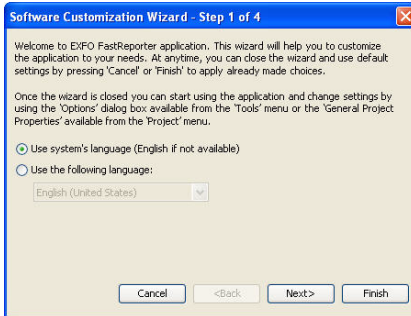 Software Customization Wizard - Step 1 of 4
Welcome to EXFO FastReporter application. This wizard will help you to customize
the application to your needs. At anytime, you can close the wizard and use default
settings by pressing 'Cancel' or 'Finish' to apply already made choices.
Once the wizard is closed you can start using the application and change settings by
using the 'Options' dialog box available from the 'Tools' menu or the 'General Project
Properties' available from the 'Project' menu.
Use system's language (English if not available)
Use the following language:
English (United States)
Cancel <Back Next> Finish